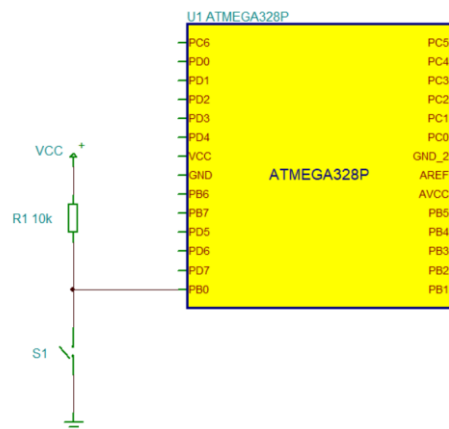 U1 ATMEGA328P
PC6 PC5
PD0 PC4
PD1 PC3
PD2 PC2
PD3 PC1
PD4 PC0
VCC + VCC GND_2
GND ATMEGA328P AREF
PB6 AVCC
R1 10k PB7 PB5
PD5 PB4
PD6 PB3
PD7 PB2
PB0 PB1
S1